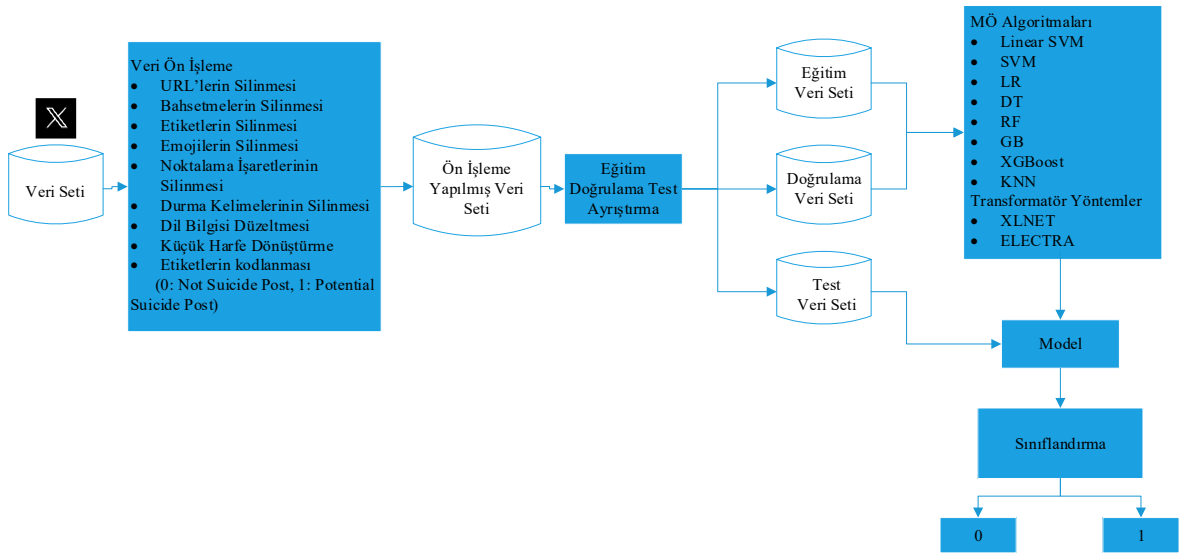 Veri Seti
Veri Ön İşleme
• URL’lerin Silinmesi
• Bahsetmelerin Silinmesi
• Etiketlerin Silinmesi
• Emojilerin Silinmesi
• Noktalama İşaretlerinin
Silinmesi
• Durma Kelimelerinin Silinmesi
• Dil Bilgisi Düzeltmesi
• Küçük Harfe Dönüştürme
• Etiketlerin kodlanması
(0: Not Suicide Post, 1: Potential
Suicide Post)
Ön İşleme
Yapılmış Veri
Seti
Eğitim
Doğrulama Test
Ayrıştırma
Eğitim
Veri Seti
Doğrulama
Veri Seti
Test
Veri Seti
MÖ Algoritmaları
• Linear SVM
• SVM
• LR
• DT
• RF
• GB
• XGBoost
• KNN
Transformatör Yöntemler
• XLNET
• ELECTRA
Model
Sınıflandırma
0
1